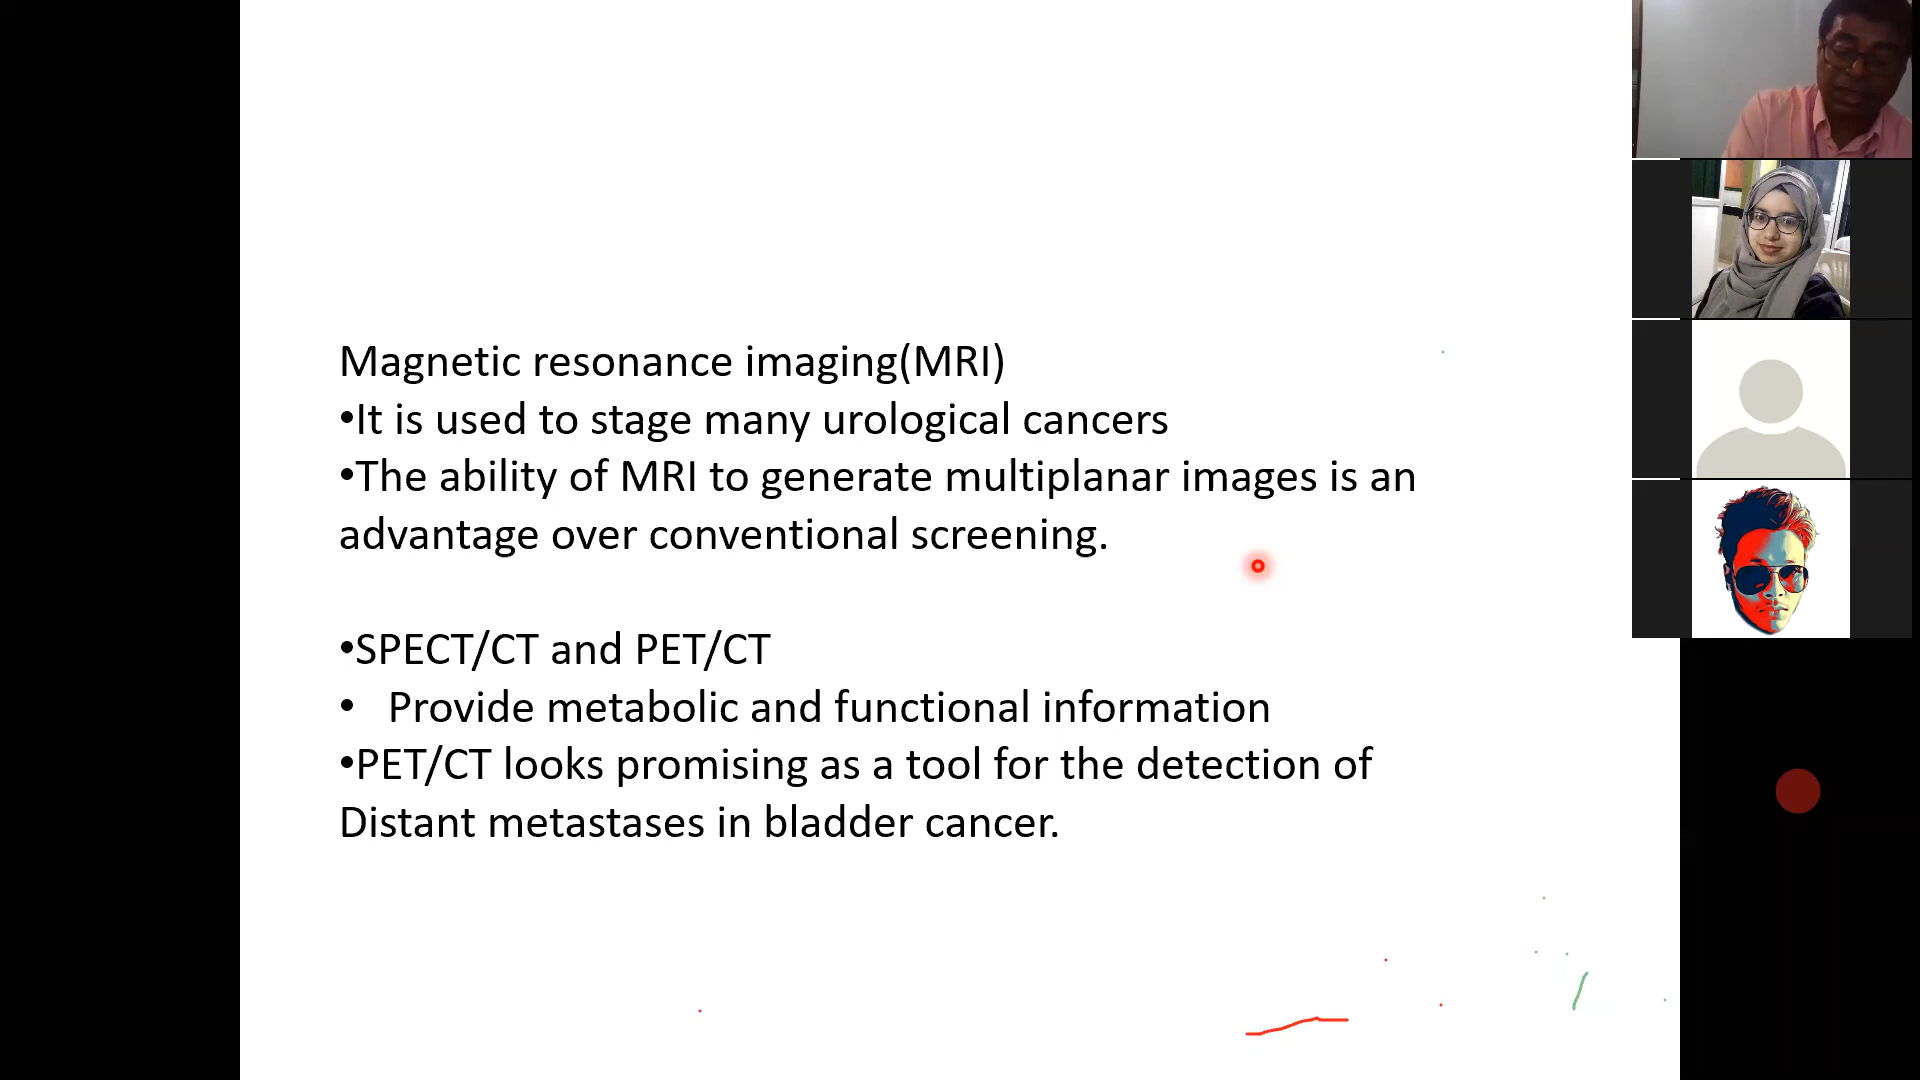 Magnetic resonance imaging(MRI)
•It is used to stage many urological cancers
•The ability of MRI to generate multiplanar images is an
advantage over conventional screening.
•SPECT/CT and PET/CT
• Provide metabolic and functional information
•PET/CT looks promising as a tool for the detection of
Distant metastases in bladder cancer.